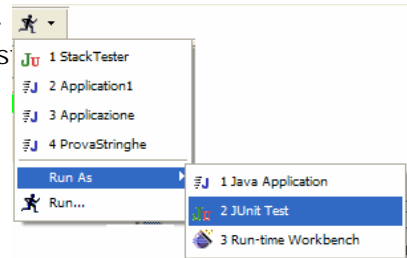 1 StackTester
2 Application1
3 Applicazione
4 ProvaStringhe
Run As
Run...
1 Java Application
2 JUnit Test
3 Run-time Workbench